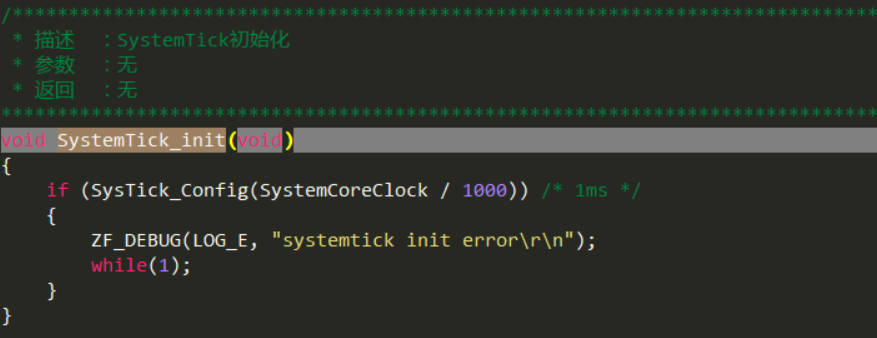 /******************************************************************************
 * 描述  :SystemTick初始化
 * 参数  :无
 * 返回  :无
*******************************************************************************
void SystemTick_init(void)
{
    if (SysTick_Config(SystemCoreClock / 1000)) /* 1ms */
    {
        ZF_DEBUG(LOG_E, "systemtick init error\r\n");
        while(1);
    }
}